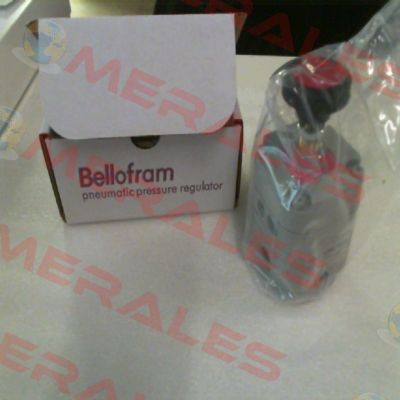 MERALES
Bellofram
pneumatic pressure regulator
MERALES
MERALES